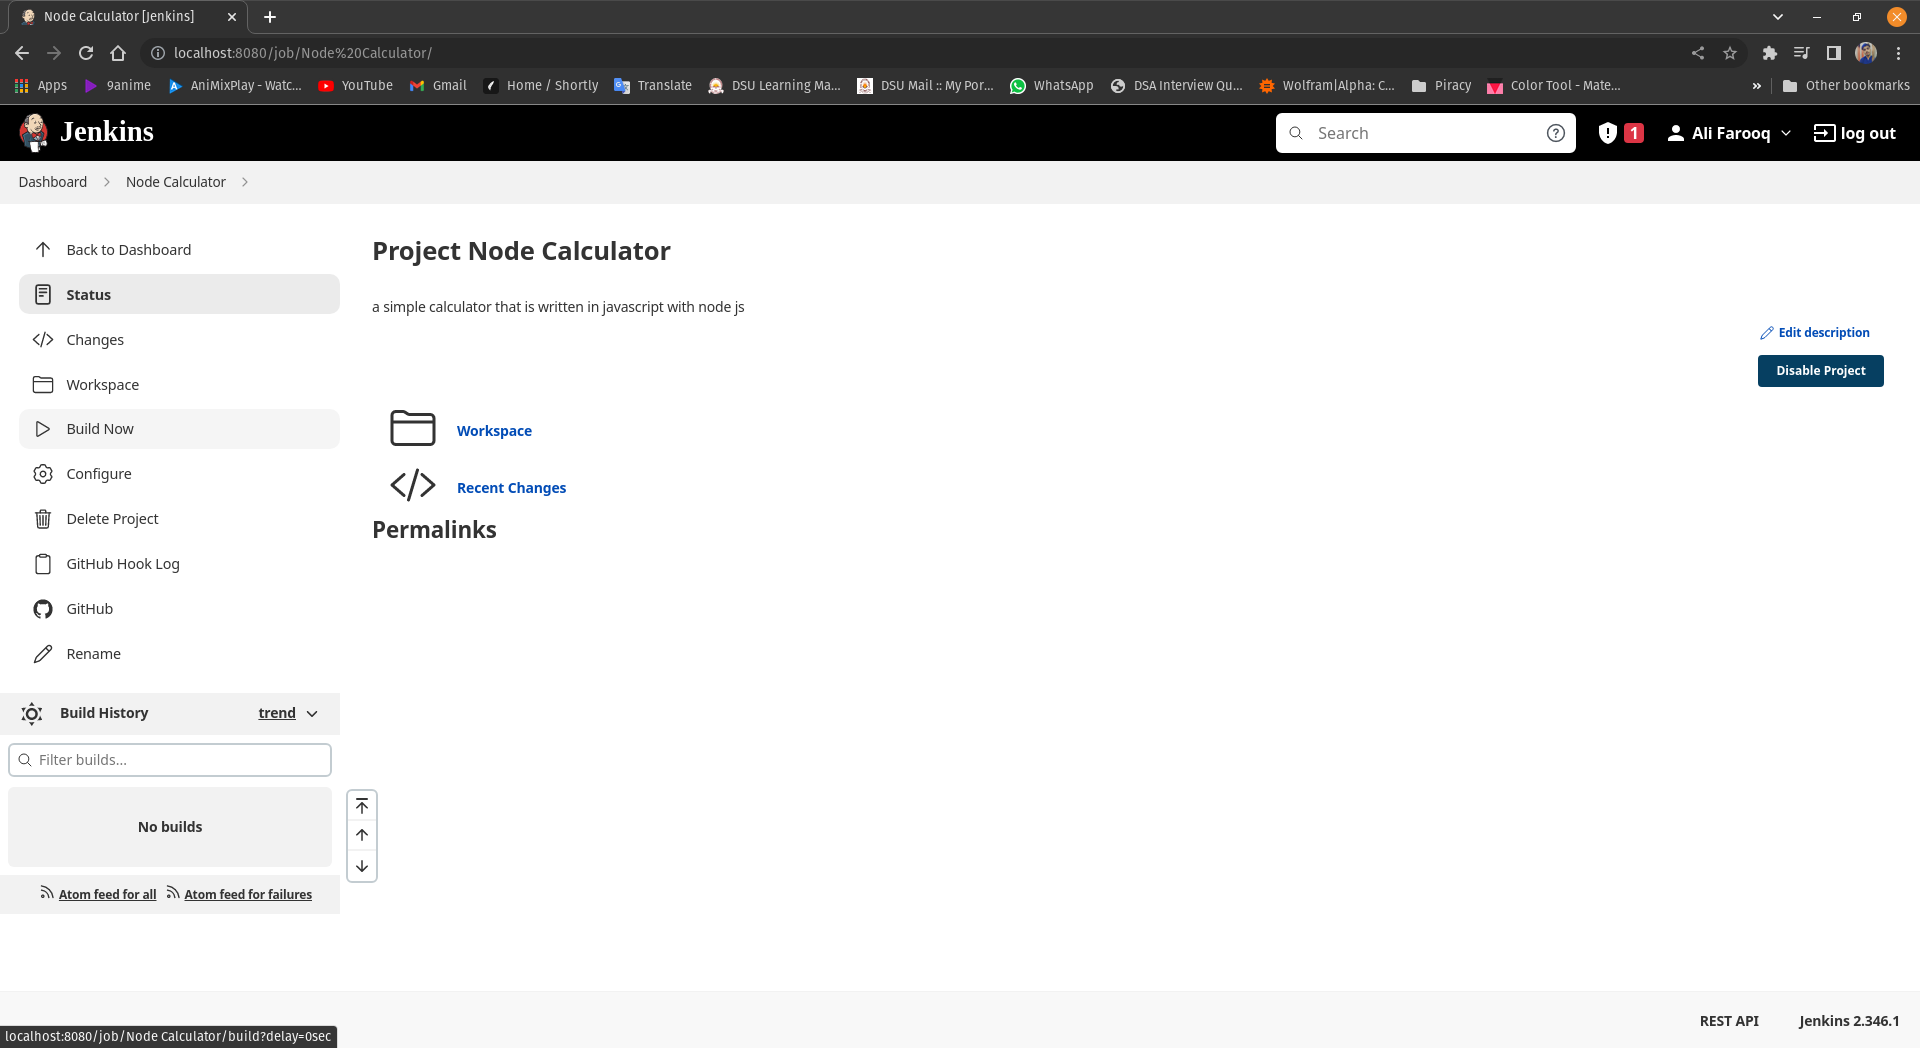 Node Calculator [Jenkins]
localhost:8080/job/Node%20Calculator/
Apps 9anime AniMixPlay - Watc... YouTube Gmail Home / Shortly Translate DSU Learning Ma... DSU Mail :: My Por... WhatsApp DSA Interview Qu... Wolfram|Alpha: C... Piracy Color Tool - Mate... » Other bookmarks
Jenkins Search 1 Ali Farooq log out
Dashboard Node Calculator
Back to Dashboard
Status
Changes
Workspace
Build Now
Configure
Delete Project
GitHub Hook Log
GitHub
Rename
Build History trend
Filter builds...
No builds
Atom feed for all Atom feed for failures
Project Node Calculator
a simple calculator that is written in javascript with node js
Edit description
Disable Project
Workspace
Recent Changes
Permalinks
REST API Jenkins 2.346.1
localhost:8080/job/Node Calculator/build?delay=0sec